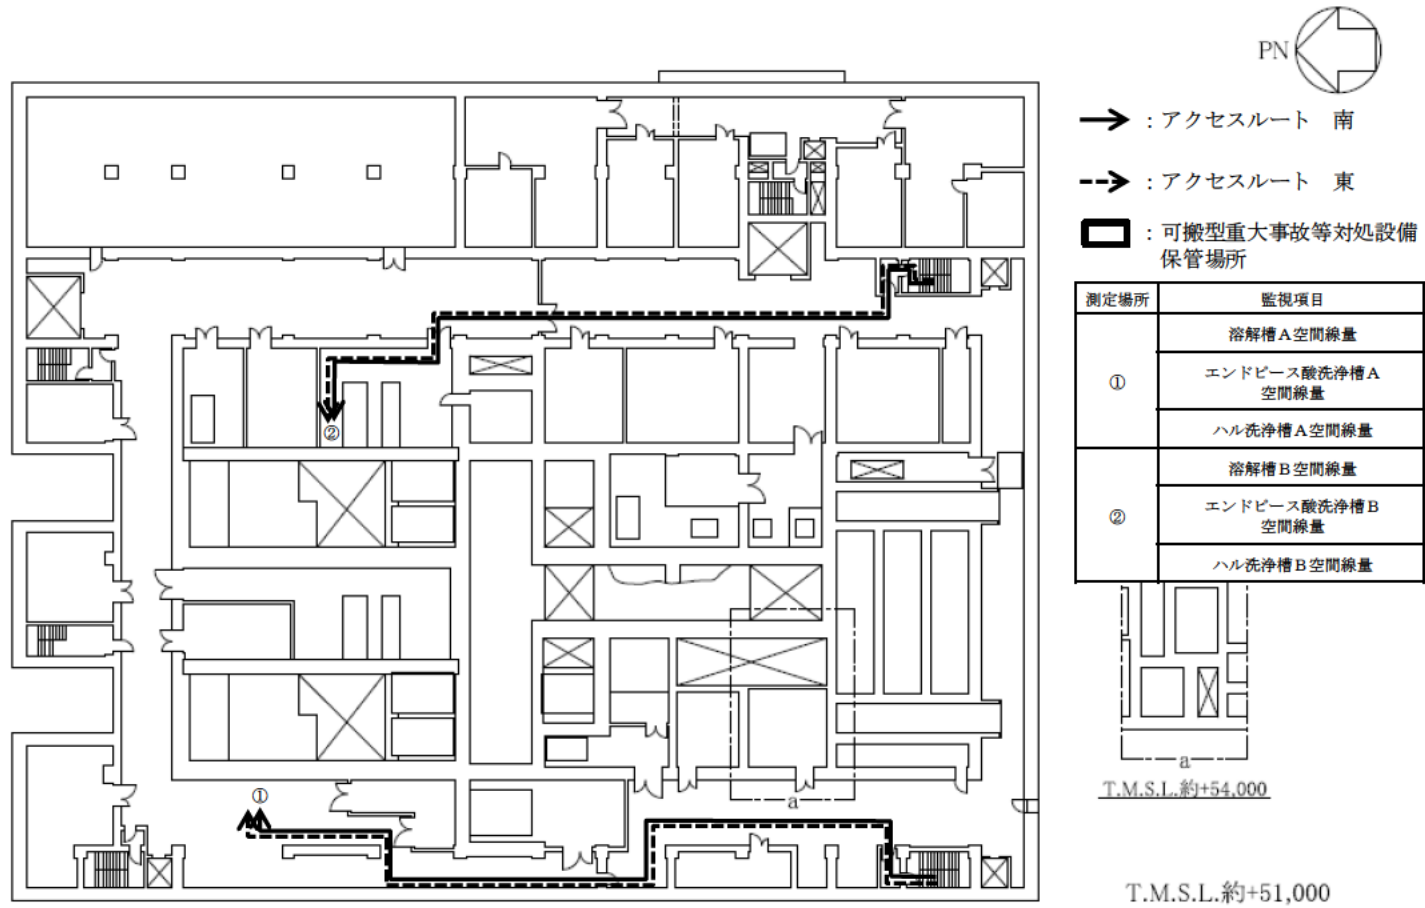 PN
：アクセスルート　南
：アクセスルート　東
：可搬型重大事故等対処設備
保管場所
測定場所 監視項目
① 溶解槽A空間線量
エンドピース酸洗浄槽A
空間線量
ハル洗浄槽A空間線量
② 溶解槽B空間線量
エンドピース酸洗浄槽B
空間線量
ハル洗浄槽B空間線量
②
①
a
a
T.M.S.L.約+54,000
T.M.S.L.約+51,000